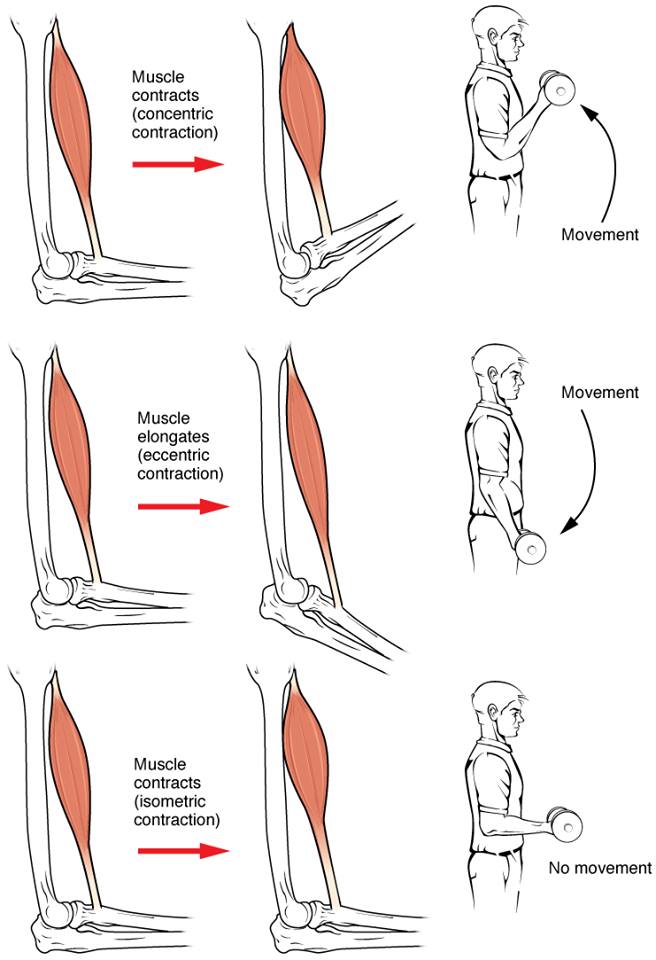 Muscle
contracts
(concentric
contraction)
Movement
Muscle
elongates
(eccentric
contraction)
Movement
Muscle
contracts
(isometric
contraction)
No movement